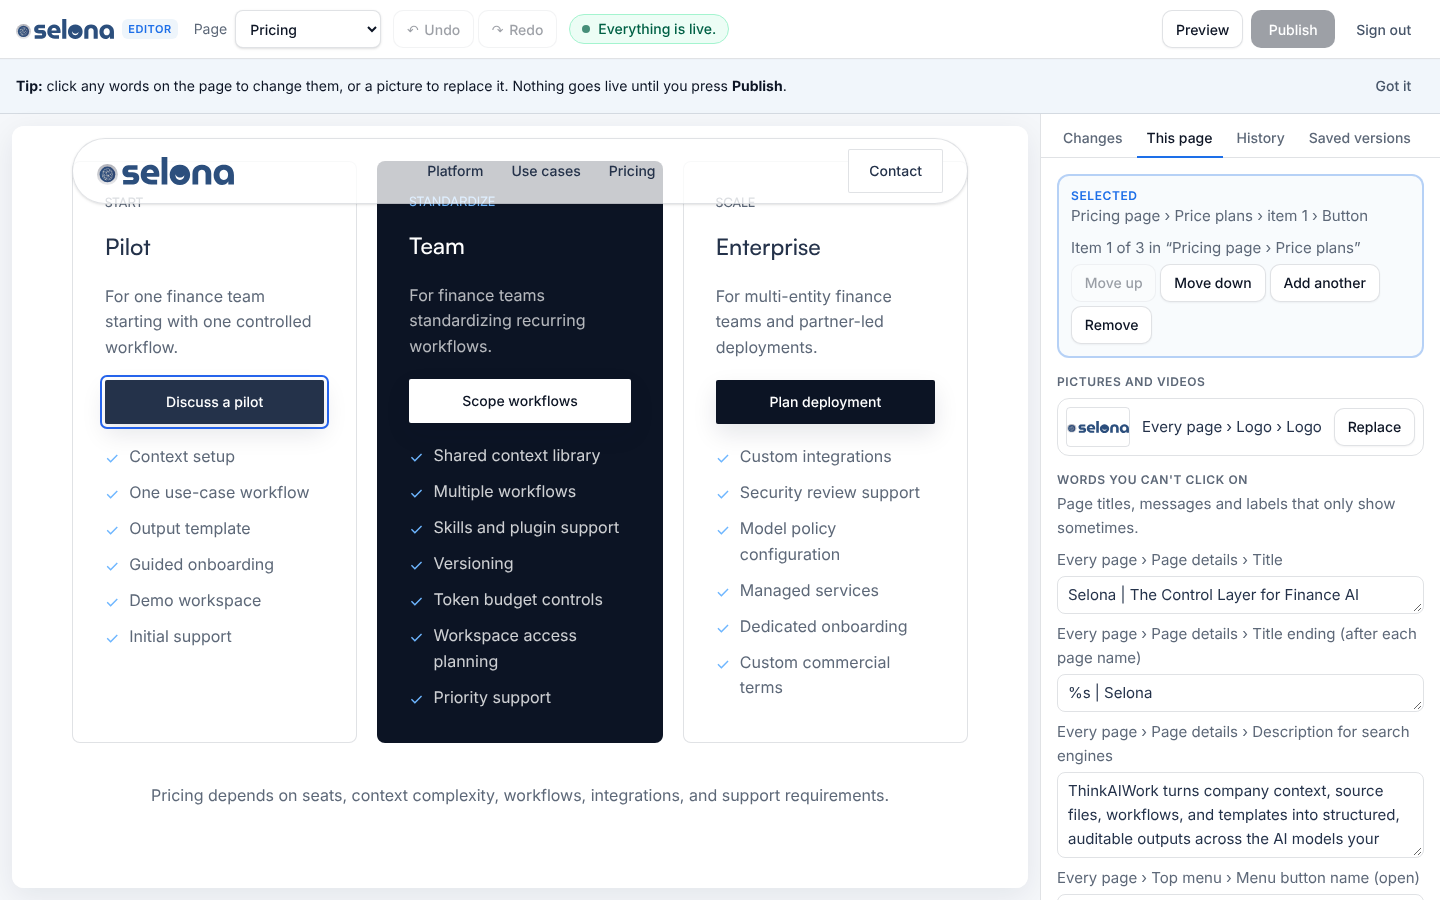 selona EDITOR Page Pricing ↶ Undo ↷ Redo Everything is live. Preview Publish Sign out
Tip: click any words on the page to change them, or a picture to replace it. Nothing goes live until you press Publish. Got it
selona Platform Use cases Pricing Contact
START
Pilot
For one finance team
starting with one controlled
workflow.
Discuss a pilot
Context setup
One use-case workflow
Output template
Guided onboarding
Demo workspace
Initial support
STANDARDIZE
Team
For finance teams
standardizing recurring
workflows.
Scope workflows
Shared context library
Multiple workflows
Skills and plugin support
Versioning
Token budget controls
Workspace access
planning
Priority support
SCALE
Enterprise
For multi-entity finance
teams and partner-led
deployments.
Plan deployment
Custom integrations
Security review support
Model policy
configuration
Managed services
Dedicated onboarding
Custom commercial
terms
Pricing depends on seats, context complexity, workflows, integrations, and support requirements.
Changes This page History Saved versions
SELECTED
Pricing page › Price plans › item 1 › Button
Item 1 of 3 in “Pricing page › Price plans”
Move up Move down Add another
Remove
PICTURES AND VIDEOS
selona Every page › Logo › Logo Replace
WORDS YOU CAN'T CLICK ON
Page titles, messages and labels that only show
sometimes.
Every page › Page details › Title
Selona | The Control Layer for Finance AI
Every page › Page details › Title ending (after each
page name)
%s | Selona
Every page › Page details › Description for search
engines
ThinkAIWork turns company context, source
files, workflows, and templates into structured,
auditable outputs across the AI models your
Every page › Top menu › Menu button name (open)